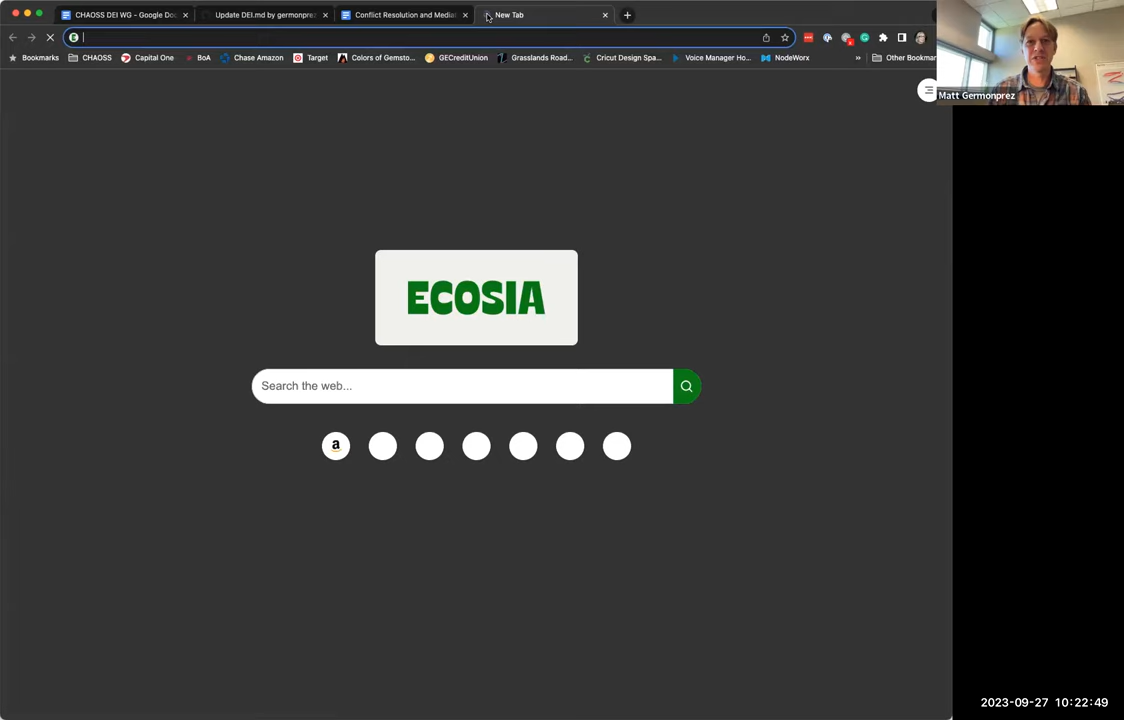 CHAOSS DEI WG - Google Doc
Update DEI.md by germonprez
Conflict Resolution and Media
New Tab
Bookmarks
CHAOSS
Capital One
BoA
Chase Amazon
Target
Colors of Gemsto...
GECreditUnion
Grasslands Road...
Cricut Design Spa...
Voice Manager Ho...
NodeWorx
»
Other Bookmar
Matt Germonprez
ECOSIA
Search the web...
a
2023-09-27 10:22:49